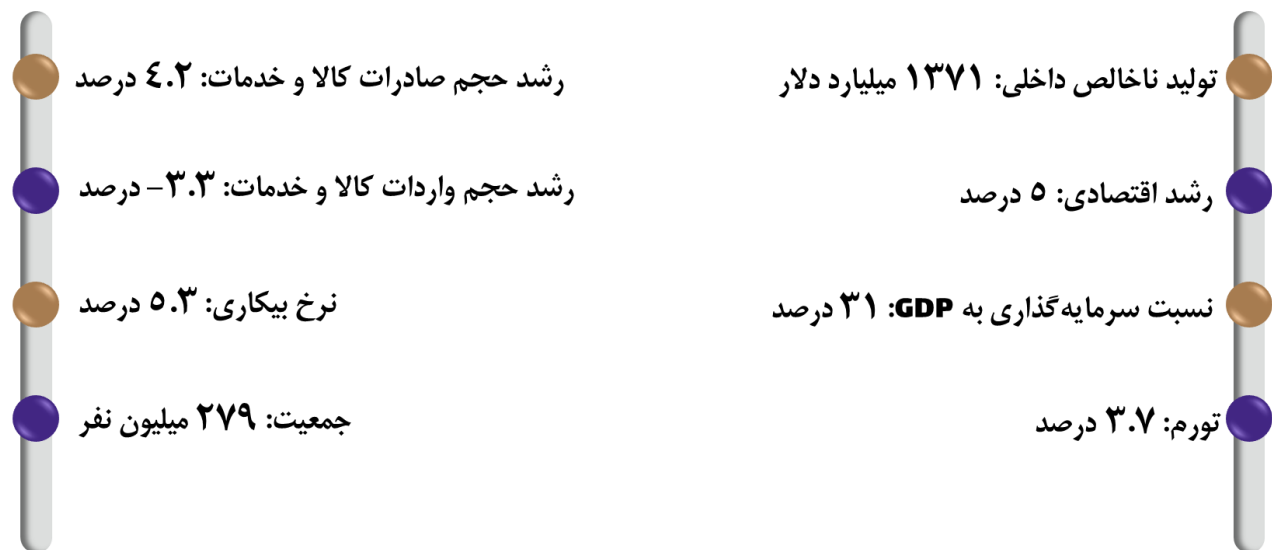 تولید ناخالص داخلی: ۱۳۷۱ میلیارد دلار
رشد اقتصادی: ۵ درصد
نسبت سرمایه‌گذاری به GDP: ۳۱ درصد
تورم: ۳.۷ درصد
رشد حجم صادرات کالا و خدمات: ٤.۲ درصد
رشد حجم واردات کالا و خدمات: ۳.۳– درصد
نرخ بیکاری: ۵.۳ درصد
جمعیت: ۲۷۹ میلیون نفر